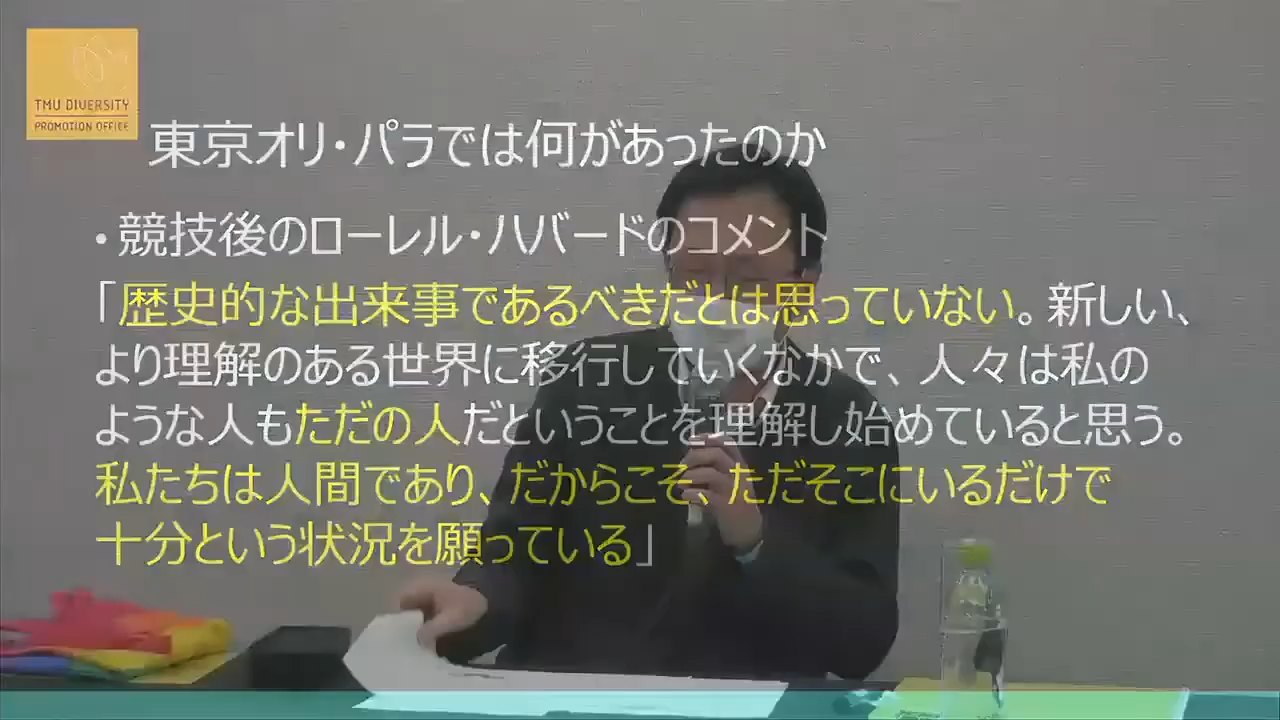 TMU DIVERSITY
PROMOTION OFFICE
東京オリ・パラでは何があったのか
・競技後のローレル・ハバードのコメント
「歴史的な出来事であるべきだとは思っていない。新しい、
より理解のある世界に移行していくなかで、人々は私の
ような人もただの人だということを理解し始めていると思う。
私たちは人間であり、だからこそ、ただそこにいるだけで
十分という状況を願っている」